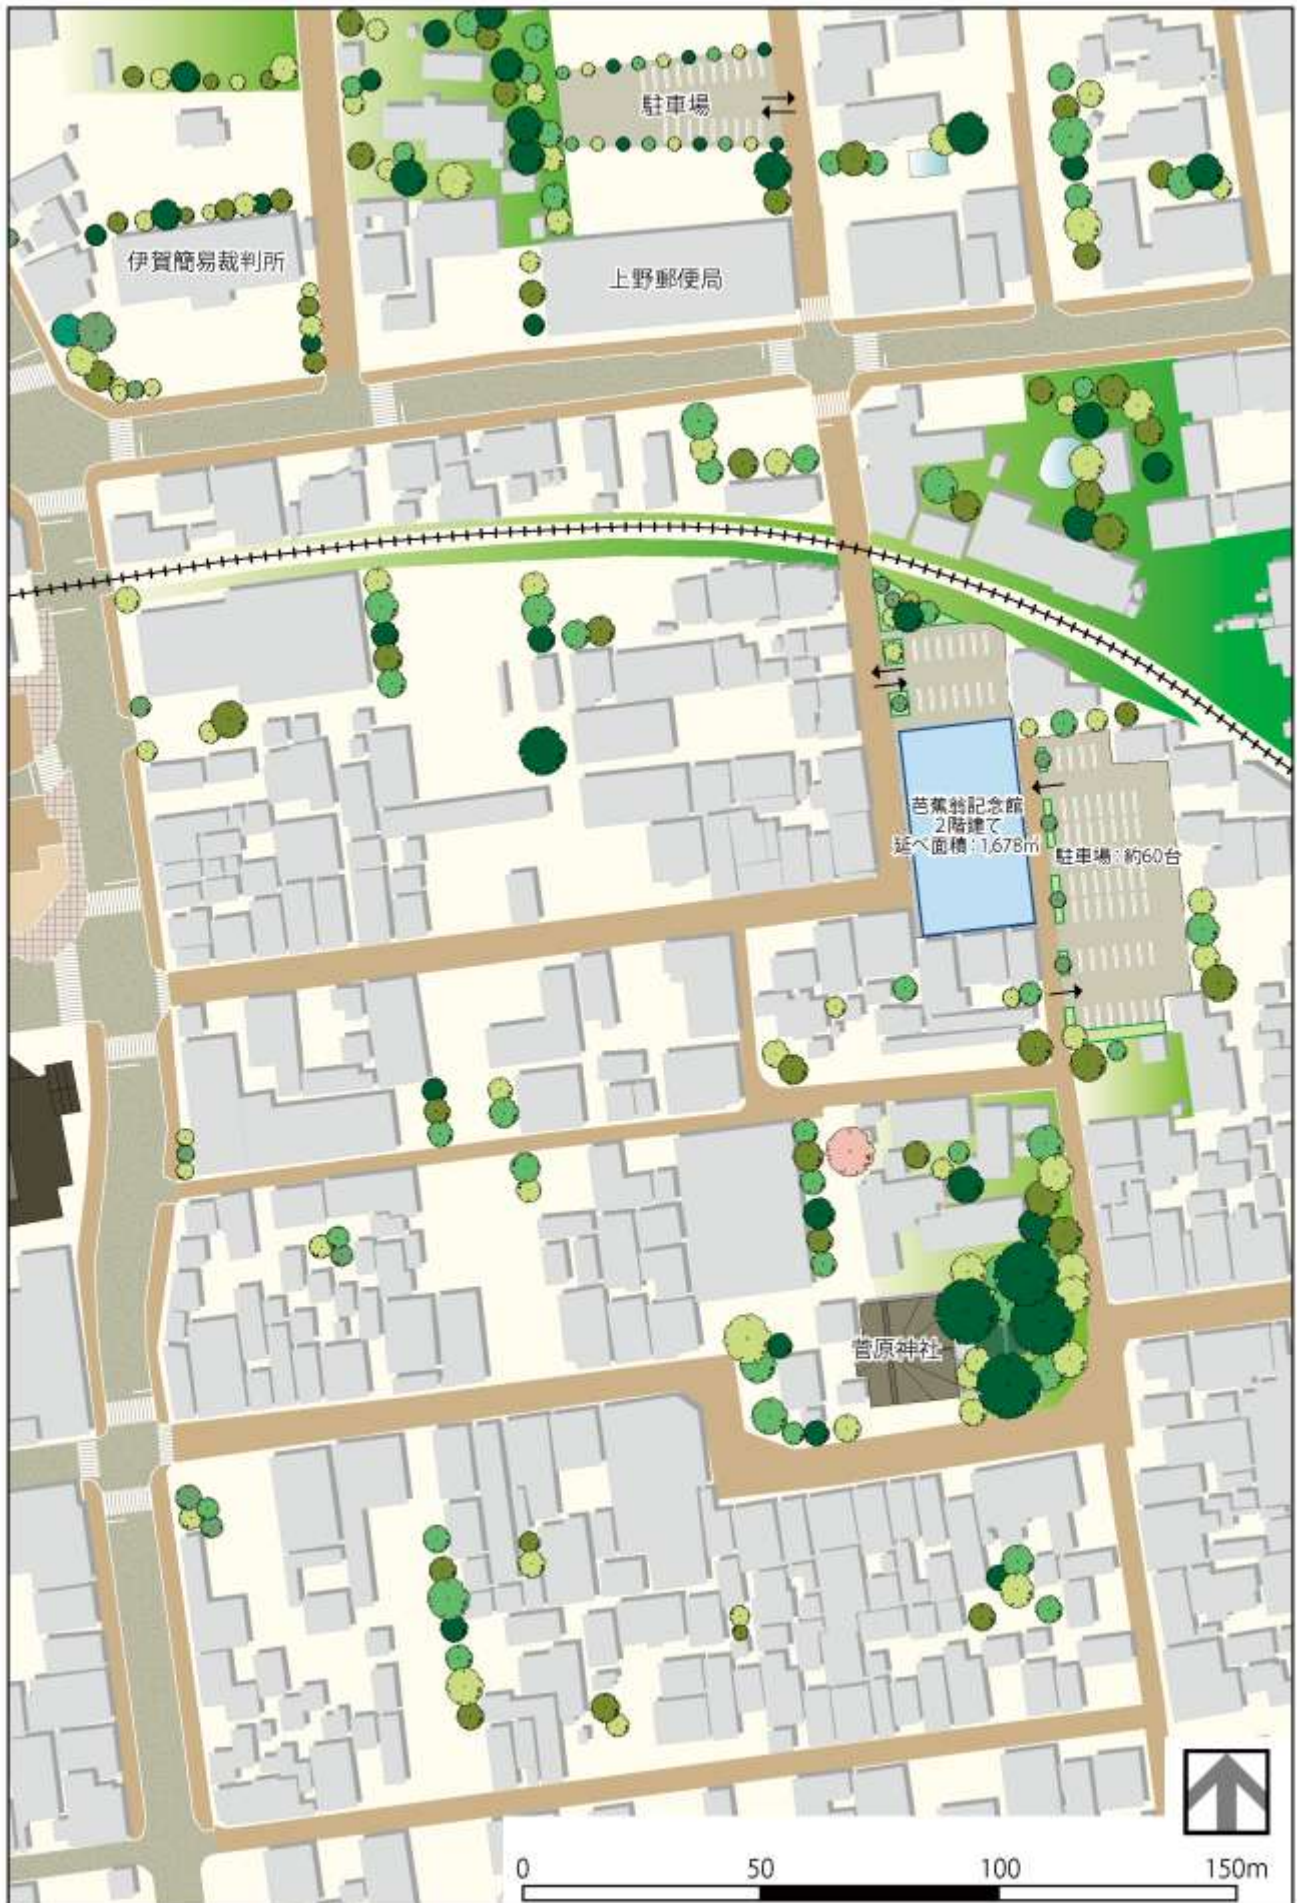 駐車場
伊賀簡易裁判所
上野郵便局
芭蕉翁記念館
2階建て
延べ面積：1,678㎡
駐車場：約60台
菅原神社
0 50 100 150m